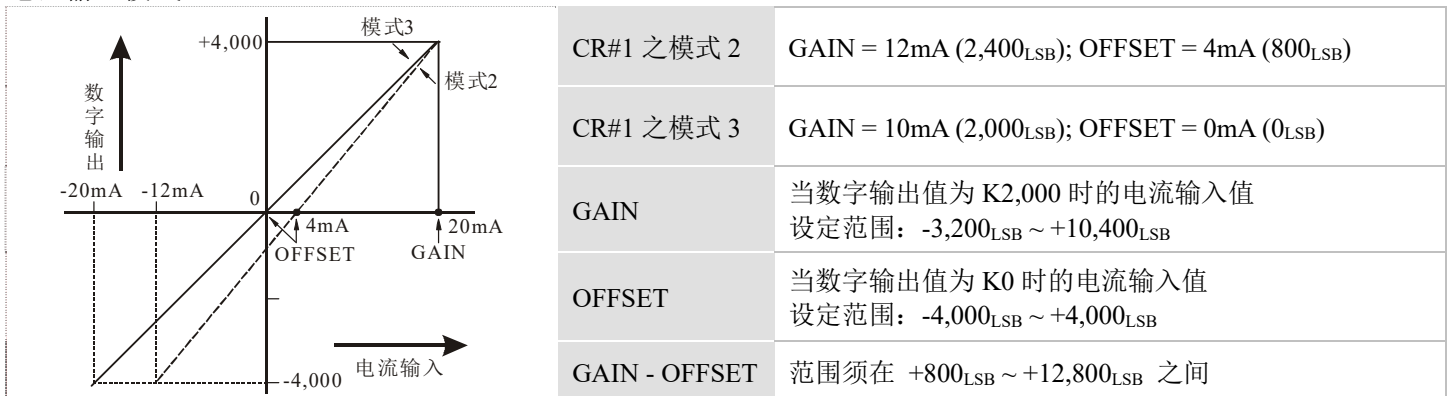 模式3
+4,000
模式2
数字输出
-20mA -12mA 0
4mA 20mA
OFFSET GAIN
电流输入
-4,000
CR#1 之模式 2 GAIN = 12mA (2,400LSB); OFFSET = 4mA (800LSB)
CR#1 之模式 3 GAIN = 10mA (2,000LSB); OFFSET = 0mA (0LSB)
GAIN 当数字输出值为 K2,000 时的电流输入值
设定范围：-3,200LSB ~ +10,400LSB
OFFSET 当数字输出值为 K0 时的电流输入值
设定范围：-4,000LSB ~ +4,000LSB
GAIN - OFFSET 范围须在 +800LSB ~ +12,800LSB 之间